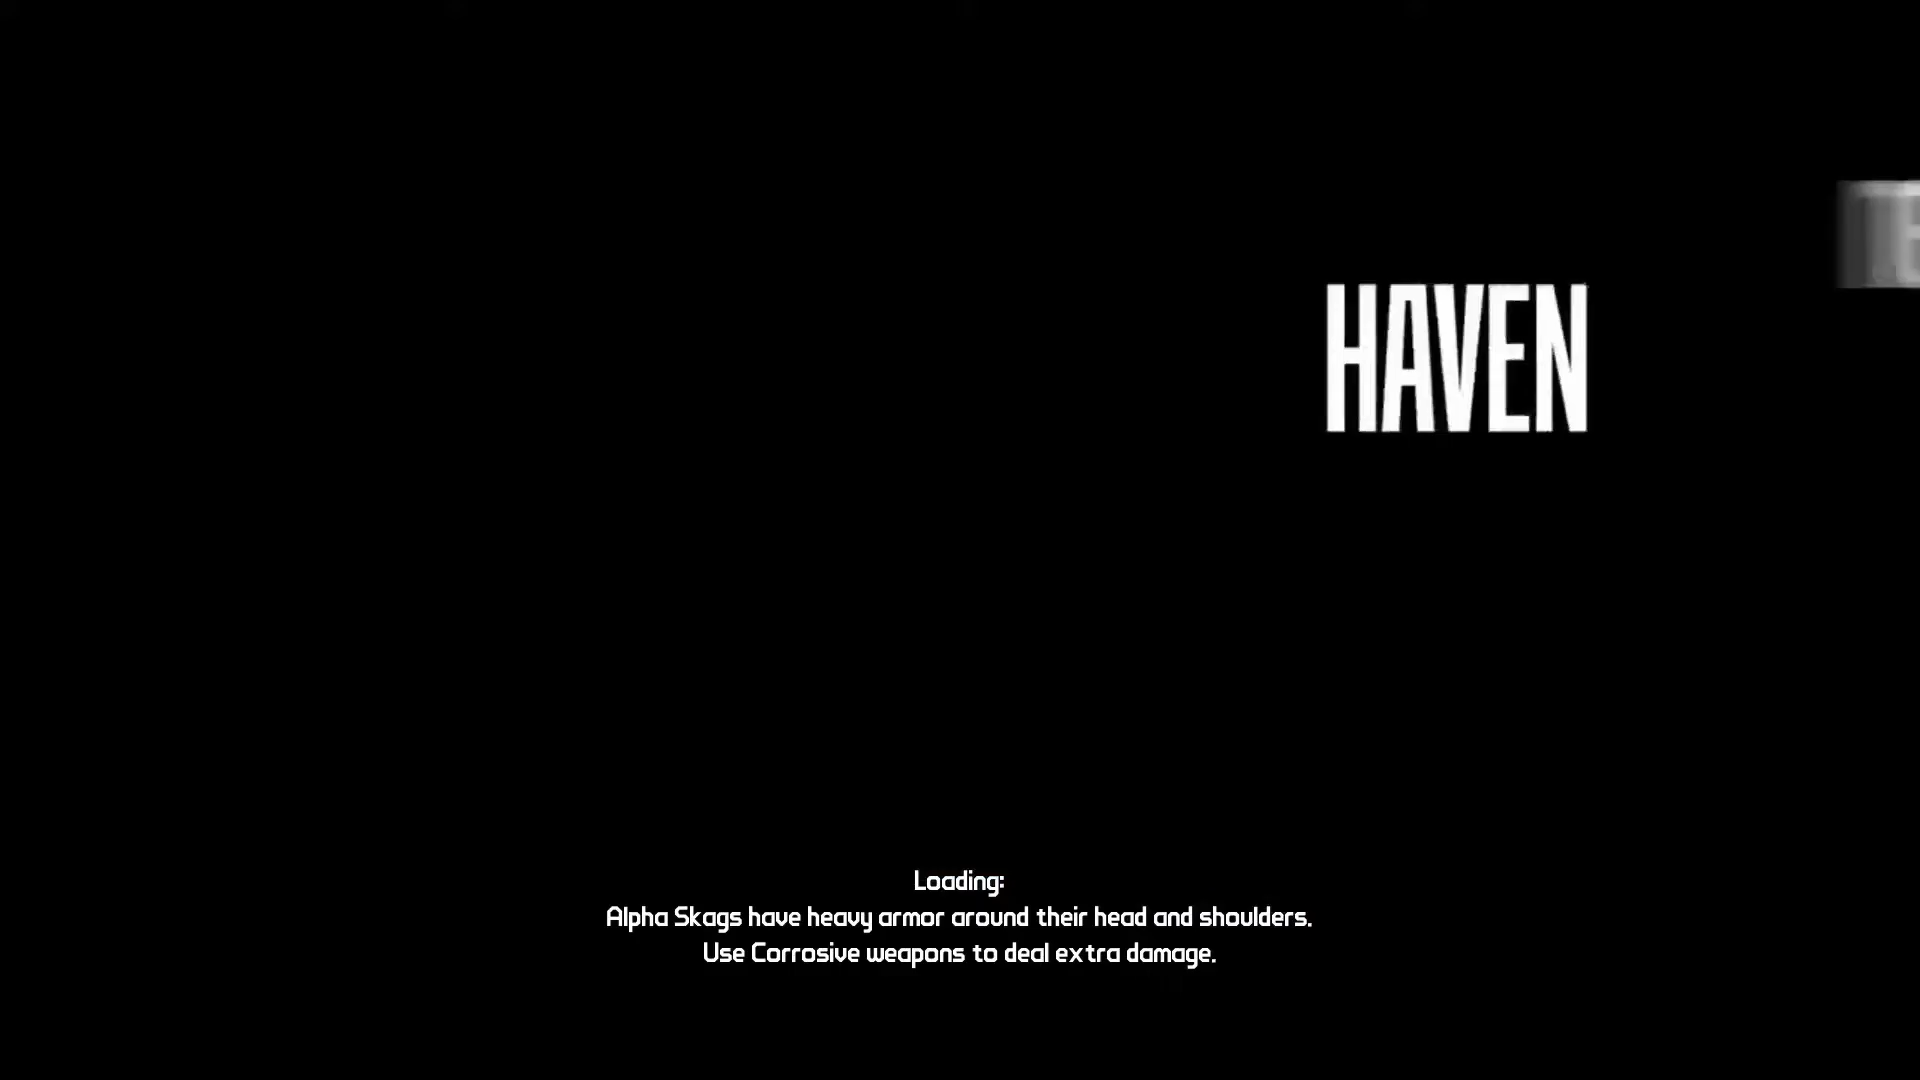 HAVEN
Loading:
Alpha Skags have heavy armor around their head and shoulders.
Use Corrosive weapons to deal extra damage.